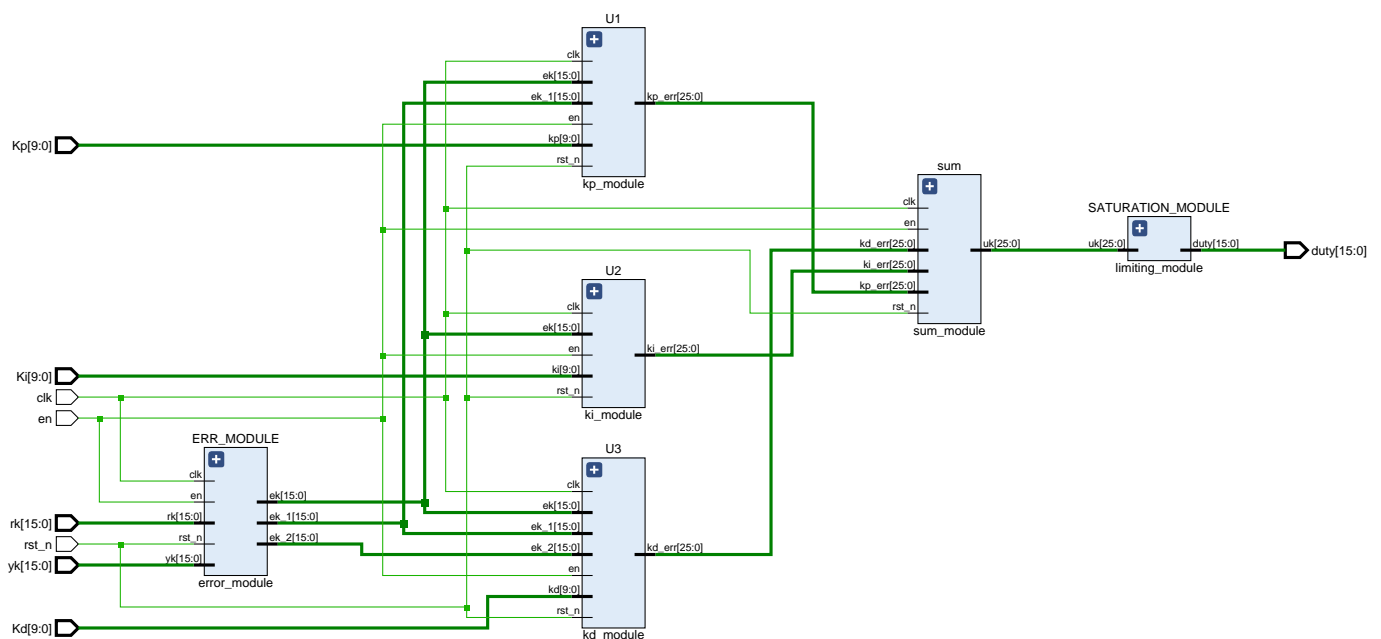 U1
clk
ek[15:0]
ek_1[15:0]
en
kp[9:0]
rst_n
kp_err[25:0]
kp_module
Kp[9:0]
sum
clk
en
kd_err[25:0]
ki_err[25:0]
kp_err[25:0]
rst_n
uk[25:0]
sum_module
SATURATION_MODULE
uk[25:0]
duty[15:0]
limiting_module
duty[15:0]
U2
clk
ek[15:0]
en
ki[9:0]
rst_n
ki_err[25:0]
ki_module
Ki[9:0]
clk
en
ERR_MODULE
clk
en
rk[15:0]
rst_n
yk[15:0]
ek[15:0]
ek_1[15:0]
ek_2[15:0]
error_module
rk[15:0]
rst_n
yk[15:0]
U3
clk
ek[15:0]
ek_1[15:0]
ek_2[15:0]
en
kd[9:0]
rst_n
kd_err[25:0]
kd_module
Kd[9:0]